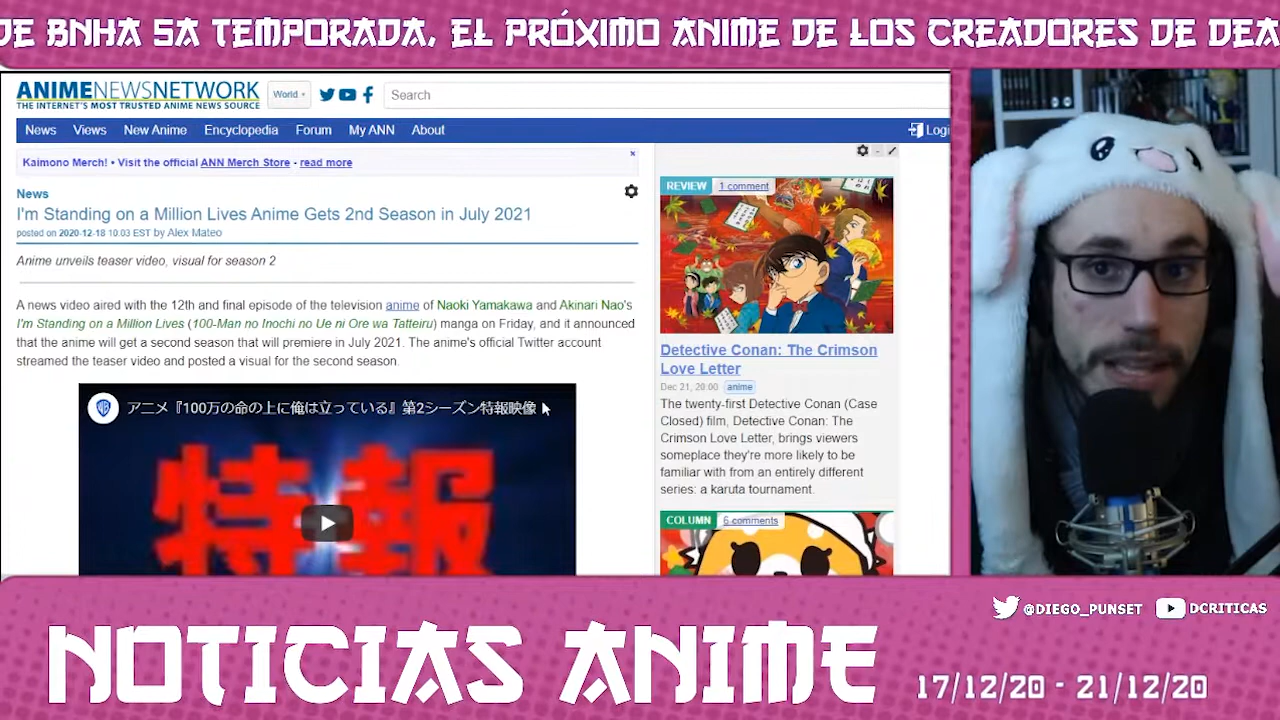 DE BNHA 5A TEMPORADA, EL PRÓXIMO ANIME DE LOS CREADORES DE DEA
ANIMENEWSNETWORK
THE INTERNET'S MOST TRUSTED ANIME NEWS SOURCE
World
Search
News Views New Anime Encyclopedia Forum My ANN About
Logi
Kaimono Merch! • Visit the official ANN Merch Store - read more
x
News
I'm Standing on a Million Lives Anime Gets 2nd Season in July 2021
posted on 2020-12-18 10:03 EST by Alex Mateo
Anime unveils teaser video, visual for season 2
A news video aired with the 12th and final episode of the television anime of Naoki Yamakawa and Akinari Nao's
I'm Standing on a Million Lives (100-Man no Inochi no Ue ni Ore wa Tatteiru) manga on Friday, and it announced
that the anime will get a second season that will premiere in July 2021. The anime's official Twitter account
streamed the teaser video and posted a visual for the second season.
アニメ『100万の命の上に俺は立っている』第2シーズン特報映像
特報
REVIEW 1 comment
Detective Conan: The Crimson
Love Letter
Dec 21, 20:00 anime
The twenty-first Detective Conan (Case
Closed) film, Detective Conan: The
Crimson Love Letter, brings viewers
someplace they're more likely to be
familiar with from an entirely different
series: a karuta tournament.
COLUMN 6 comments
@DIEGO_PUNSET DCRITICAS
NOTICIAS ANIME
17/12/20 - 21/12/20